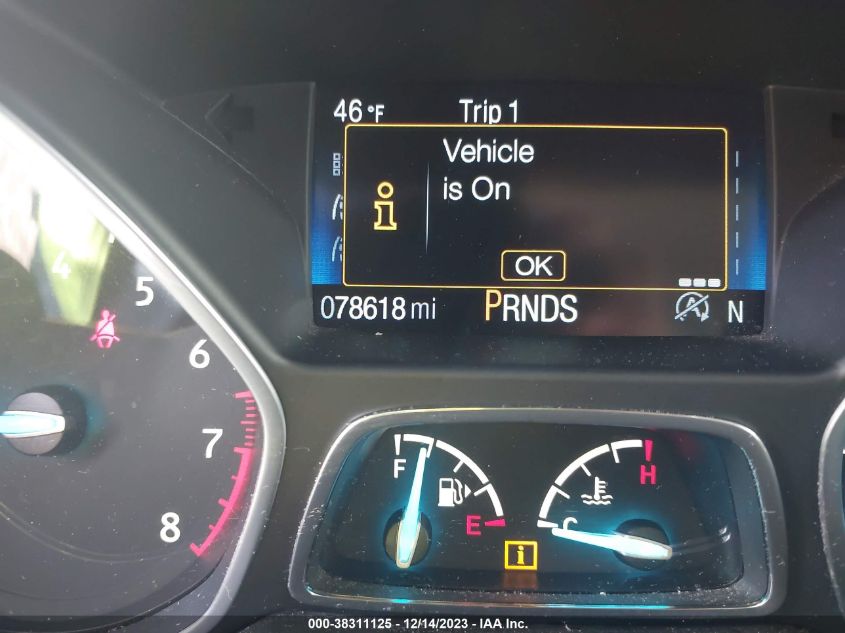 46 °F Trip 1
Vehicle
is On
i
OK
078618 mi PRNDS A N
4
5
6
7
8
F
E
H
C
i
000-38311125 - 12/14/2023 - IAA Inc.